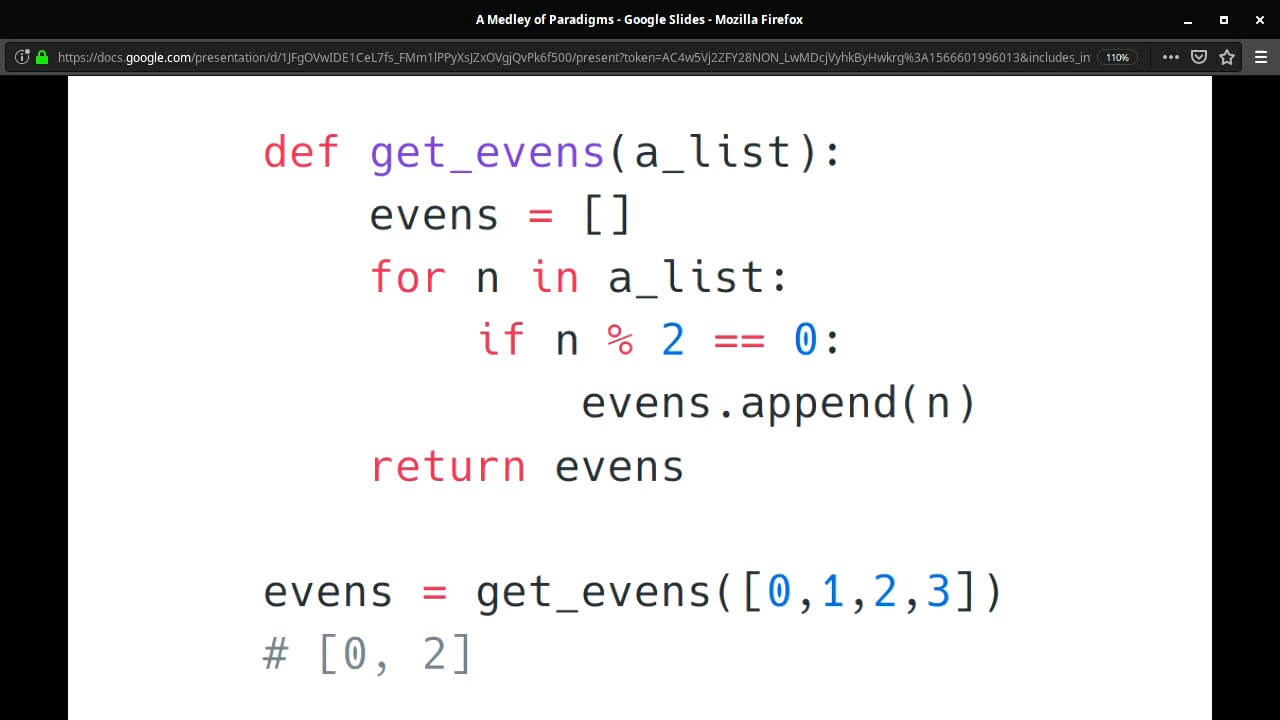 A Medley of Paradigms - Google Slides - Mozilla Firefox
https://docs.google.com/presentation/d/1JFgOVwIDE1CeL7fs_FMm1lPPyXsJZxOVgjQvPk6f500/present?token=AC4w5Vj2ZFY28NON_LwMDcjVyhkByHwkrg%3A1566601996013&includes_in 110%
def get_evens(a_list):
    evens = []
    for n in a_list:
        if n % 2 == 0:
            evens.append(n)
    return evens
evens = get_evens([0,1,2,3])
# [0, 2]